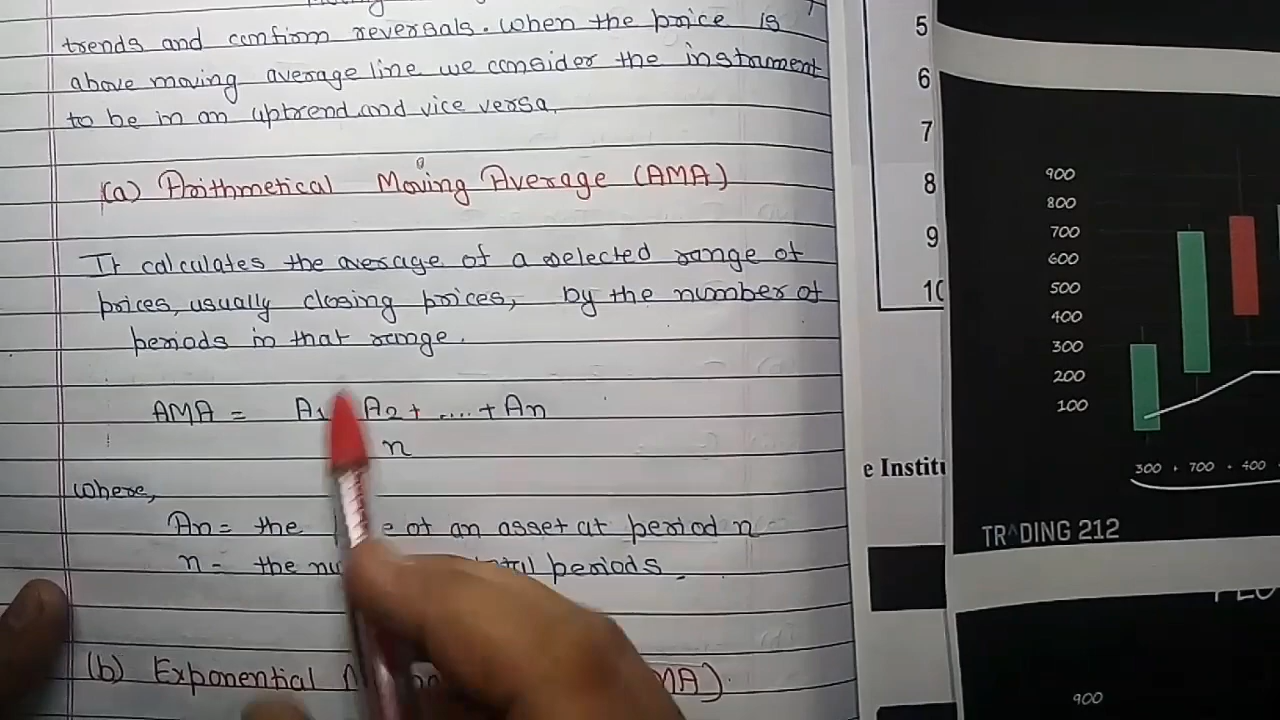 trends and confirm reversals. When the price is
above moving average line we consider the instrument
to be in an uptrend and vice versa.
(a) Arithmetical Moving Average (AMA)
It calculates the average of a selected range of
prices, usually closing prices, by the number of
periods in that range.
AMA = A1 A2 + .... + An
n
where,
An = the of an asset at period n
n = the periods.
(b) Exponential
5
6
7
8
9
10
e Institu
900
800
700
600
500
400
300
200
100
300 + 700 + 400
TRADING 212
900